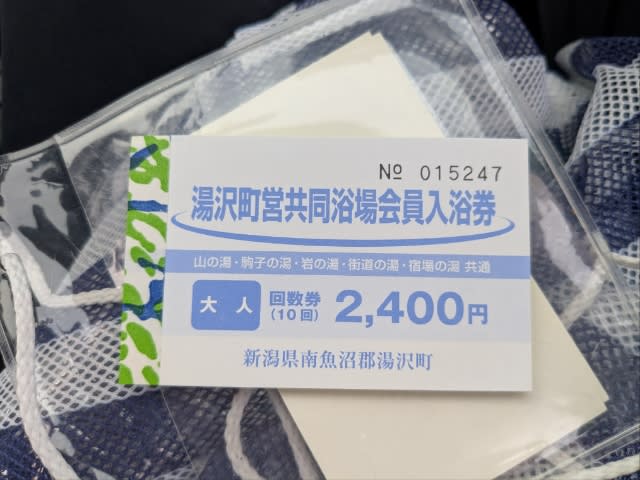 № 015247
湯沢町営共同浴場会員入浴券
山の湯・駒子の湯・岩の湯・街道の湯・宿場の湯 共通
大人 回数券 (10回) 2,400円
新潟県南魚沼郡湯沢町